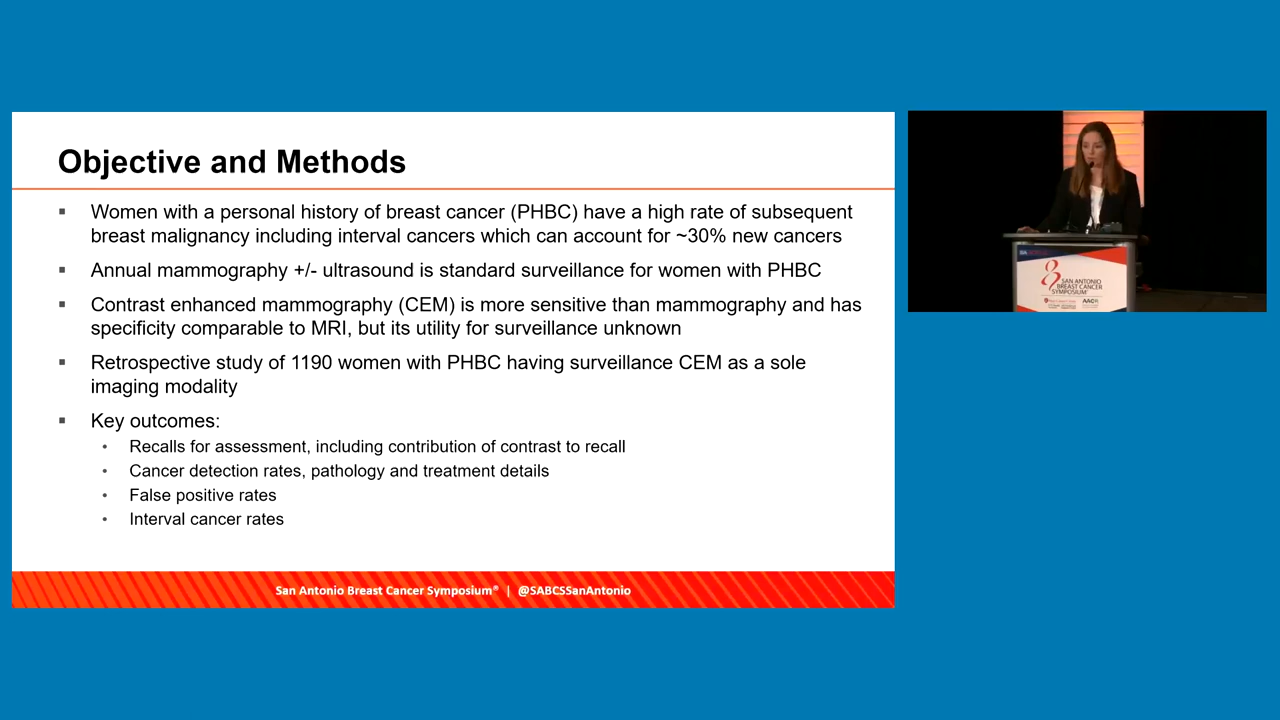 Objective and Methods
▪ Women with a personal history of breast cancer (PHBC) have a high rate of subsequent
breast malignancy including interval cancers which can account for ~30% new cancers
▪ Annual mammography +/- ultrasound is standard surveillance for women with PHBC
▪ Contrast enhanced mammography (CEM) is more sensitive than mammography and has
specificity comparable to MRI, but its utility for surveillance unknown
▪ Retrospective study of 1190 women with PHBC having surveillance CEM as a sole
imaging modality
▪ Key outcomes:
• Recalls for assessment, including contribution of contrast to recall
• Cancer detection rates, pathology and treatment details
• False positive rates
• Interval cancer rates
San Antonio Breast Cancer Symposium® | @SABCSSanAntonio
SAN ANTONIO
BREAST CANCER
SYMPOSIUM
AACR